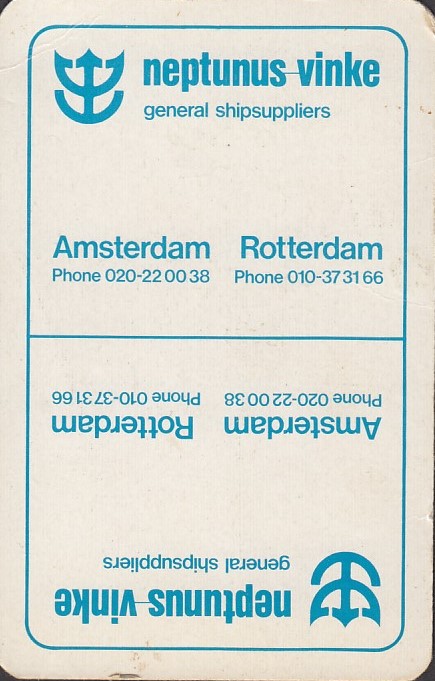 neptunus-vinke
general shipsuppliers
Amsterdam Rotterdam
Phone 020-22 00 38 Phone 010-37 31 66
neptunus-vinke
general shipsuppliers
Amsterdam Rotterdam
Phone 020-22 00 38 Phone 010-37 31 66